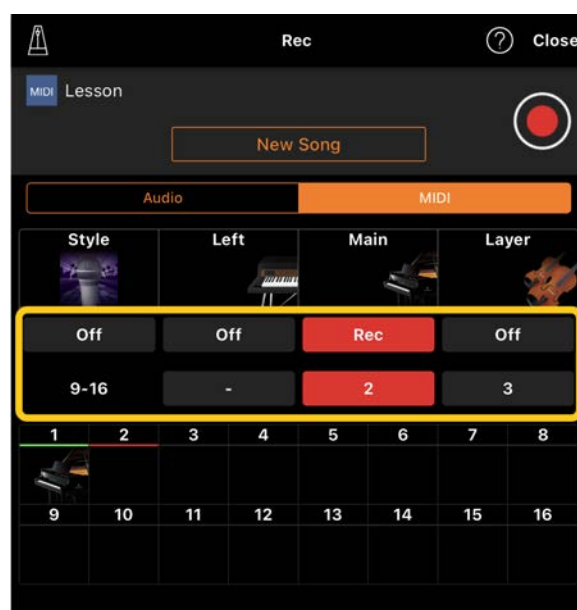 Rec
? Close
MIDI Lesson
New Song
Audio MIDI
Style Left Main Layer
Off Off Rec Off
9-16 - 2 3
1 2 3 4 5 6 7 8
9 10 11 12 13 14 15 16